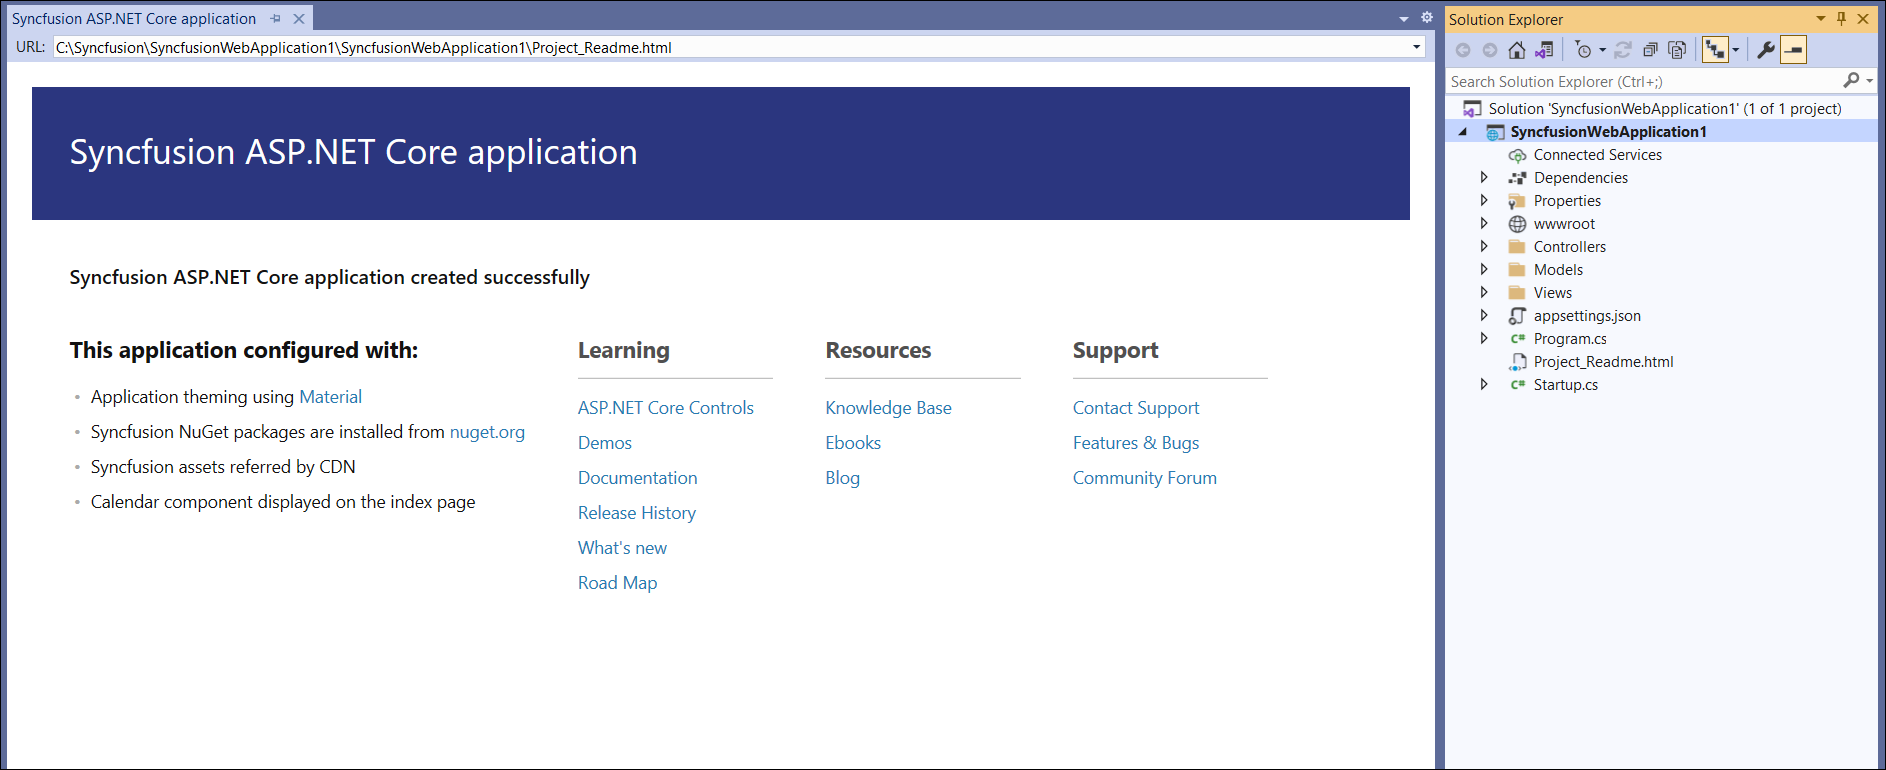 Syncfusion ASP.NET Core application
URL: C:\Syncfusion\SyncfusionWebApplication1\SyncfusionWebApplication1\Project_Readme.html
Syncfusion ASP.NET Core application
Syncfusion ASP.NET Core application created successfully
This application configured with:
Application theming using Material
Syncfusion NuGet packages are installed from nuget.org
Syncfusion assets referred by CDN
Calendar component displayed on the index page
Learning
ASP.NET Core Controls
Demos
Documentation
Release History
What's new
Road Map
Resources
Knowledge Base
Ebooks
Blog
Support
Contact Support
Features & Bugs
Community Forum
Solution Explorer
Search Solution Explorer (Ctrl+;)
Solution 'SyncfusionWebApplication1' (1 of 1 project)
SyncfusionWebApplication1
Connected Services
Dependencies
Properties
wwwroot
Controllers
Models
Views
appsettings.json
C# Program.cs
Project_Readme.html
C# Startup.cs